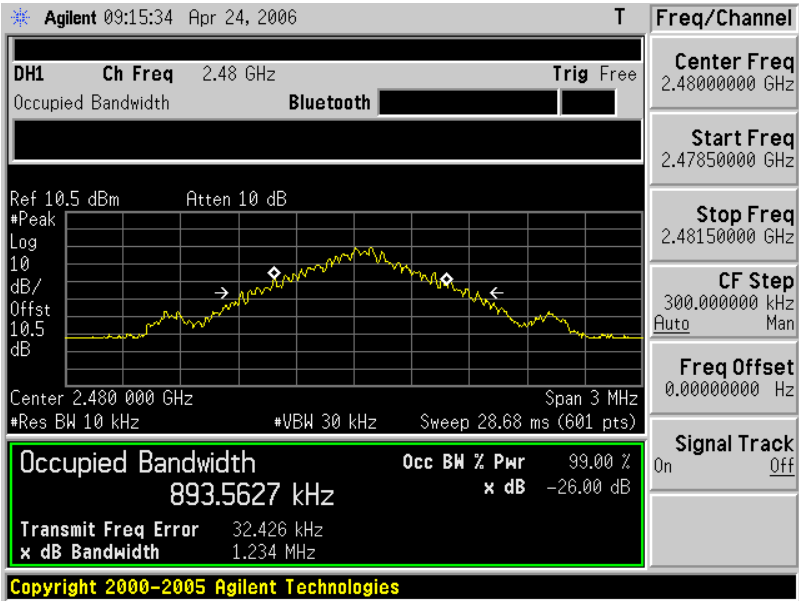 Agilent 09:15:34 Apr 24, 2006 T
Freq/Channel
DH1 Ch Freq 2.48 GHz Trig Free
Occupied Bandwidth Bluetooth
Center Freq
2.48000000 GHz
Start Freq
2.47850000 GHz
Stop Freq
2.48150000 GHz
CF Step
300.000000 kHz
Auto Man
Freq Offset
0.00000000 Hz
Signal Track
On Off
Ref 10.5 dBm Atten 10 dB
#Peak
Log
10
dB/
Offst
10.5
dB
Center 2.480 000 GHz Span 3 MHz
#Res BW 10 kHz #VBW 30 kHz Sweep 28.68 ms (601 pts)
Occupied Bandwidth Occ BW % Pwr 99.00 %
893.5627 kHz x dB -26.00 dB
Transmit Freq Error 32.426 kHz
x dB Bandwidth 1.234 MHz
Copyright 2000-2005 Agilent Technologies